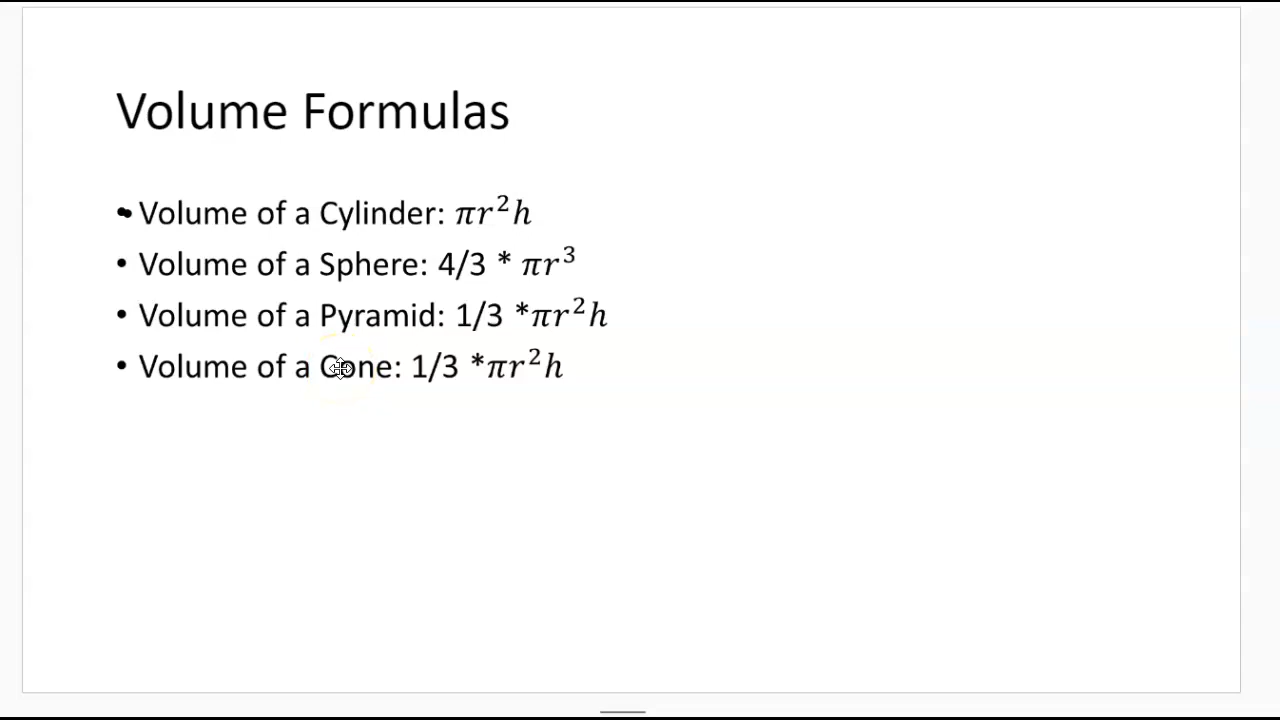 Volume Formulas
• Volume of a Cylinder: 𝜋𝑟²ℎ
• Volume of a Sphere: 4/3 * 𝜋𝑟³
• Volume of a Pyramid: 1/3 *𝜋𝑟²ℎ
• Volume of a Cone: 1/3 *𝜋𝑟²ℎ